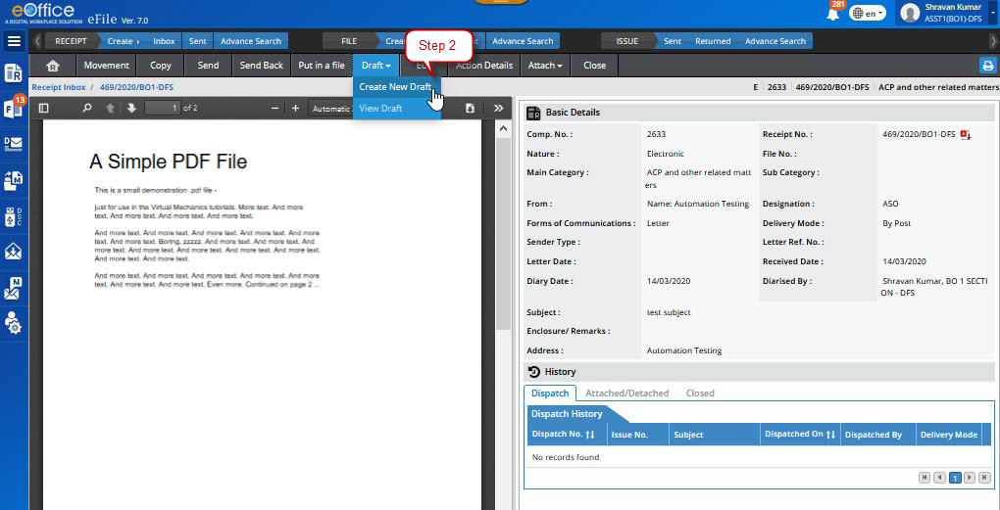 eOffice
A DIGITAL WORKPLACE SOLUTION
eFile Ver. 7.0
281
en
Shravan Kumar
ASST1(BO1)-DFS
RECEIPT Create Inbox Sent Advance Search
FILE Advance Search
ISSUE Sent Returned Advance Search
Step 2
Movement Copy Send Send Back Put in a file Draft Action Details Attach Close
Create New Draft
View Draft
Receipt Inbox / 469/2020/BO1-DFS
E 2633 469/2020/BO1-DFS ACP and other related matters
R
F 13
D
M
DSC
N
1 of 2
Automatic
A Simple PDF File
This is a small demonstration .pdf file -
just for use in the Virtual Mechanics tutorials. More text. And more
text. And more text. And more text. And more text.
And more text. And more text. And more text. And more text. And more
text. And more text. Boring, zzzzz. And more text. And more text. And
more text. And more text. And more text. And more text. And more text.
And more text. And more text.
And more text. And more text. And more text. And more text. And more
text. And more text. And more text. Even more. Continued on page 2 ...
Basic Details
Comp. No. : 2633 Receipt No. : 469/2020/BO1-DFS
Nature : Electronic File No. :
Main Category : ACP and other related matt Sub Category :
ers
From : Name: Automation Testing Designation : ASO
Forms of Communications : Letter Delivery Mode : By Post
Sender Type : Letter Ref. No. :
Letter Date : Received Date : 14/03/2020
Diary Date : 14/03/2020 Diarised By : Shravan Kumar, BO 1 SECTI
ON - DFS
Subject : test subject
Enclosure/ Remarks :
Address : Automation Testing
History
Dispatch Attached/Detached Closed
Dispatch History
Dispatch No. Issue No. Subject Dispatched On Dispatched By Delivery Mode
No records found
1